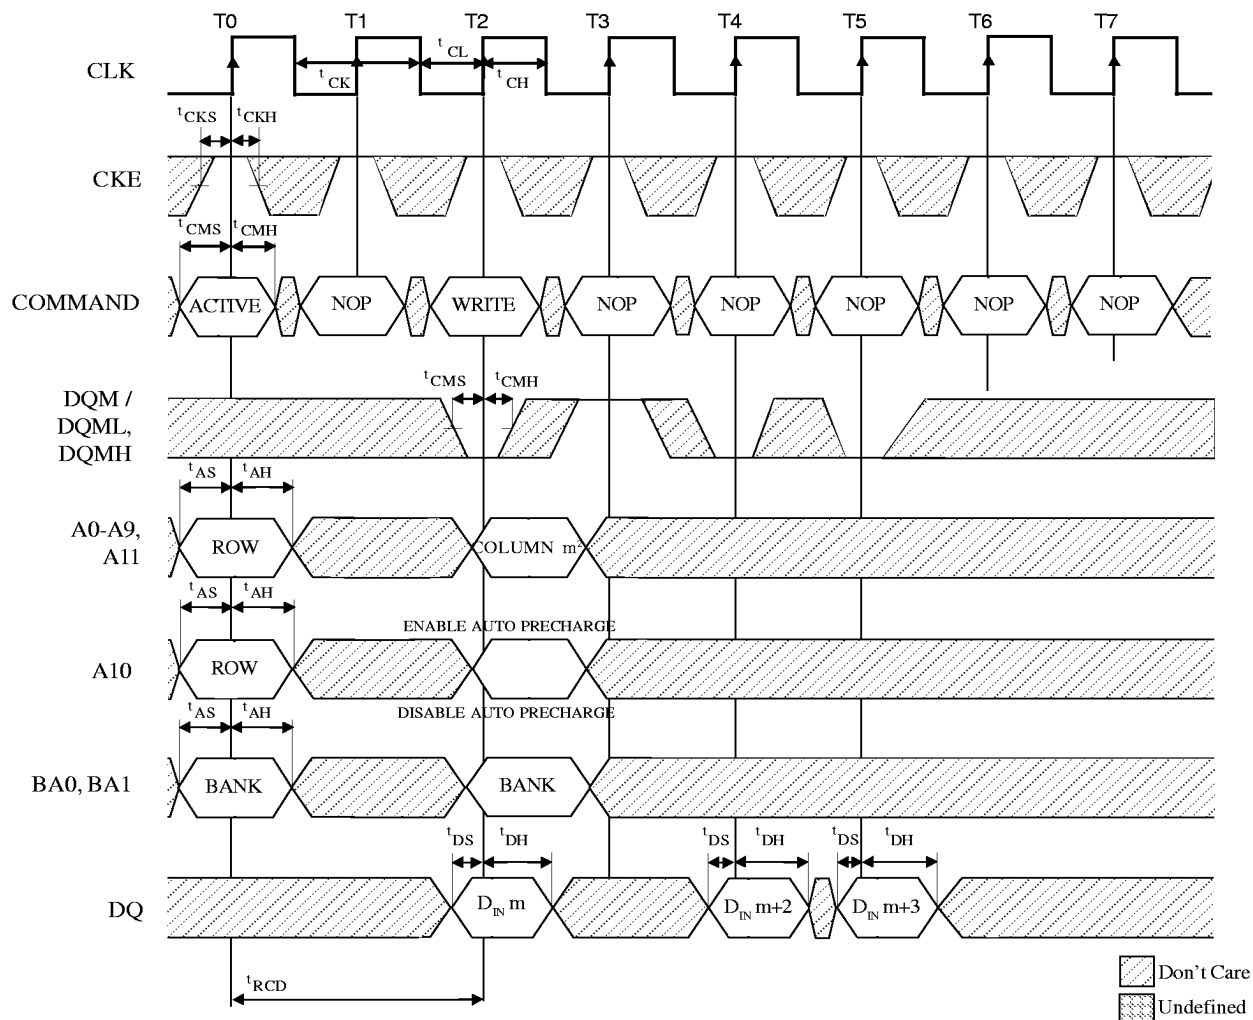 T0 T1 T2 T3 T4 T5 T6 T7
CLK
tCK tCL tCH
tCKS tCKH
CKE
tCMS tCMH
COMMAND ACTIVE NOP WRITE NOP NOP NOP NOP NOP
tCMS tCMH
DQM /
DQML,
DQMH
tAS tAH
A0-A9,
A11
ROW COLUMN m2
tAS tAH
ENABLE AUTO PRECHARGE
A10 ROW
DISABLE AUTO PRECHARGE
tAS tAH
BA0, BA1 BANK BANK
tDS tDH tDS tDH tDS tDH
DQ DIN m DIN m+2 DIN m+3
tRCD
Don't Care
Undefined